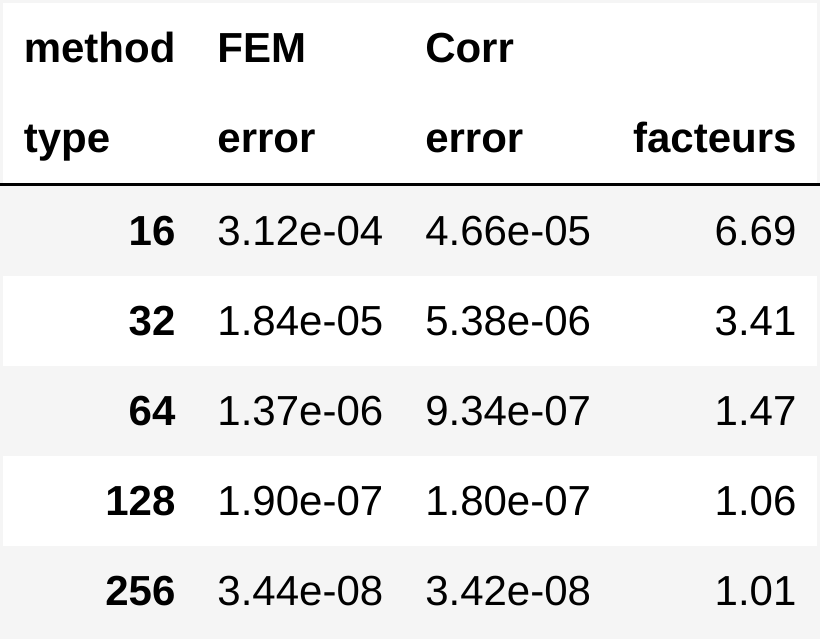 method FEM Corr
type error error facteurs
16 3.12e-04 4.66e-05 6.69
32 1.84e-05 5.38e-06 3.41
64 1.37e-06 9.34e-07 1.47
128 1.90e-07 1.80e-07 1.06
256 3.44e-08 3.42e-08 1.01